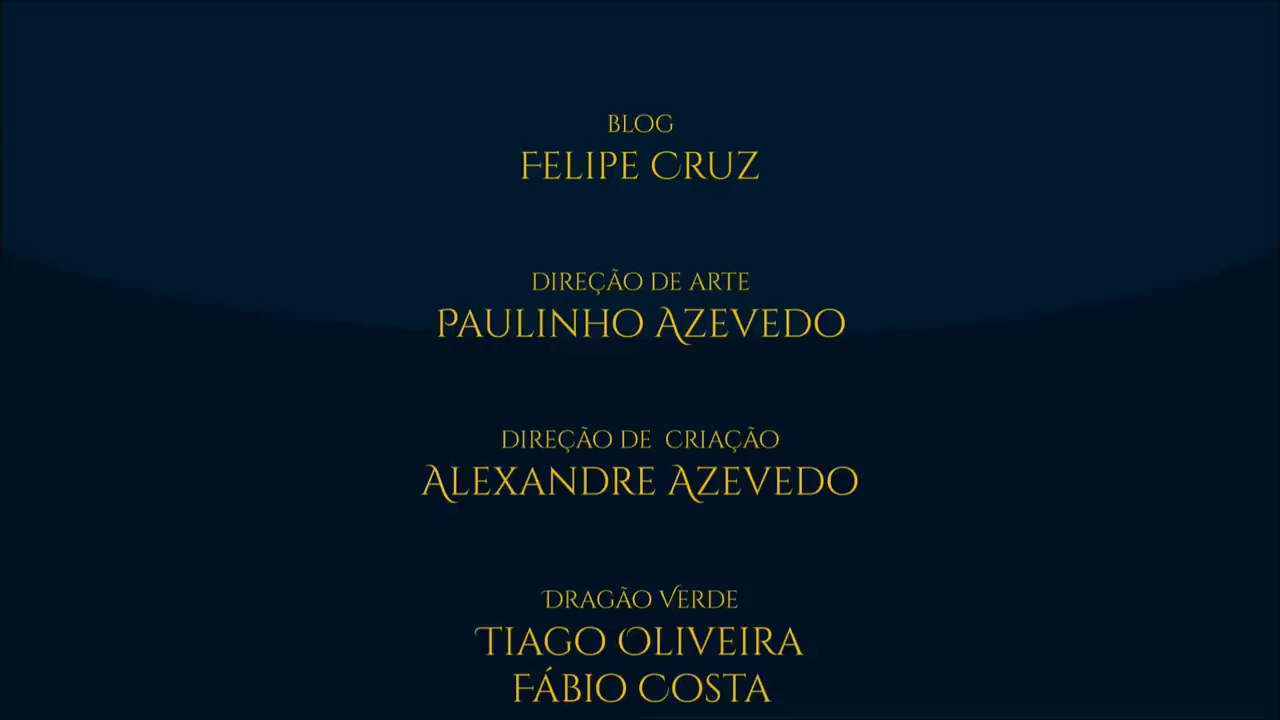 Blog
Felipe Cruz
Direção de Arte
Paulinho Azevedo
Direção de Criação
Alexandre Azevedo
Dragão Verde
Tiago Oliveira
Fábio Costa